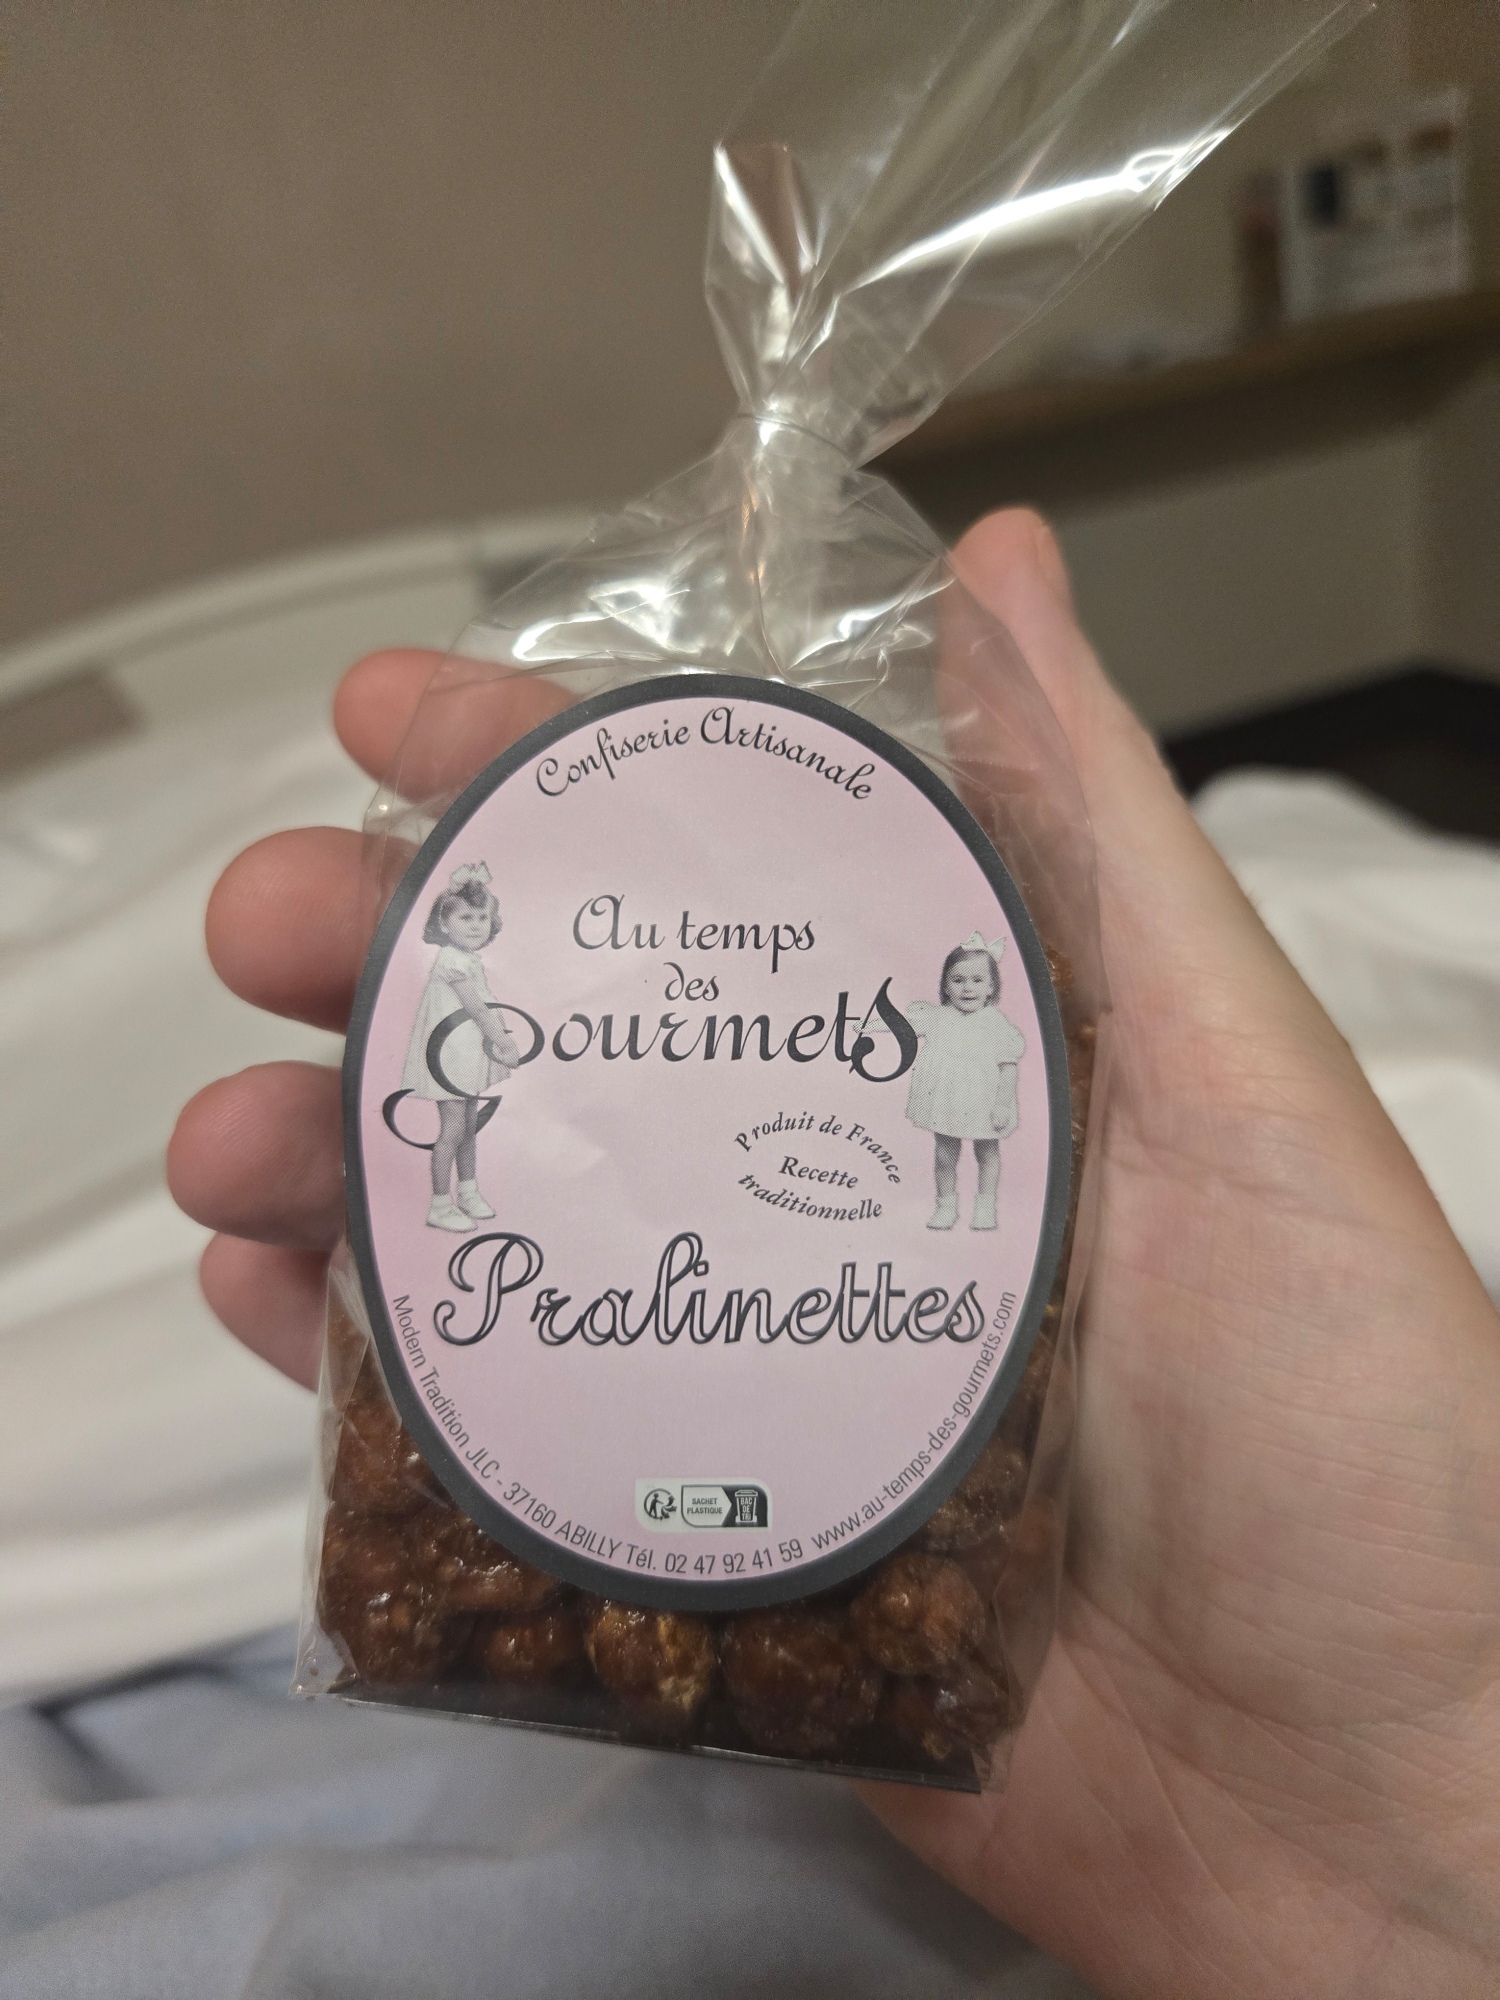 Confiserie Artisanale
Au temps
des
gourmets
Produit de France
Recette
traditionnelle
Pralinettes
Modern Tradition JLC - 37160 ABILLY Tél. 02 47 92 41 59 www.au-temps-des-gourmets.com
SACHET
PLASTIQUE
BAC
DE
TRI